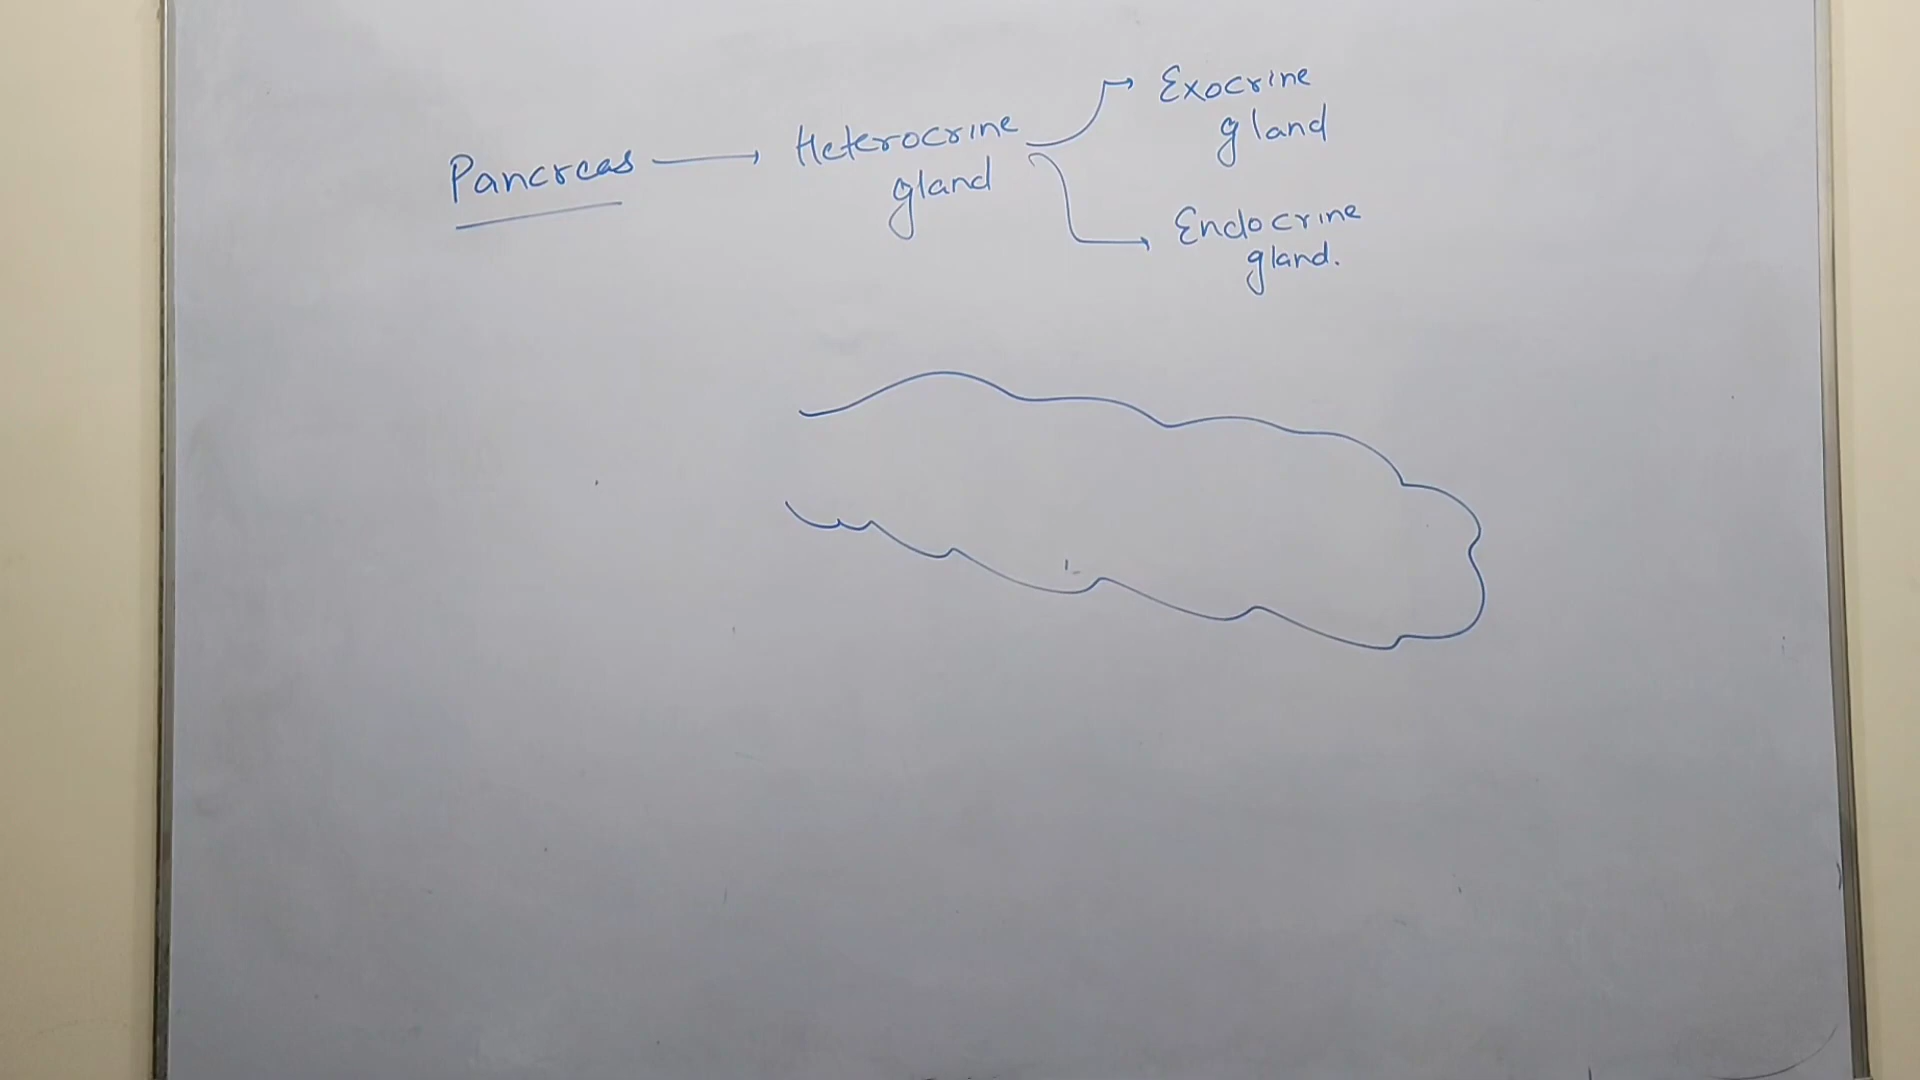 Pancreas → Heterocrine
gland
Exocrine
gland
Endocrine
gland.